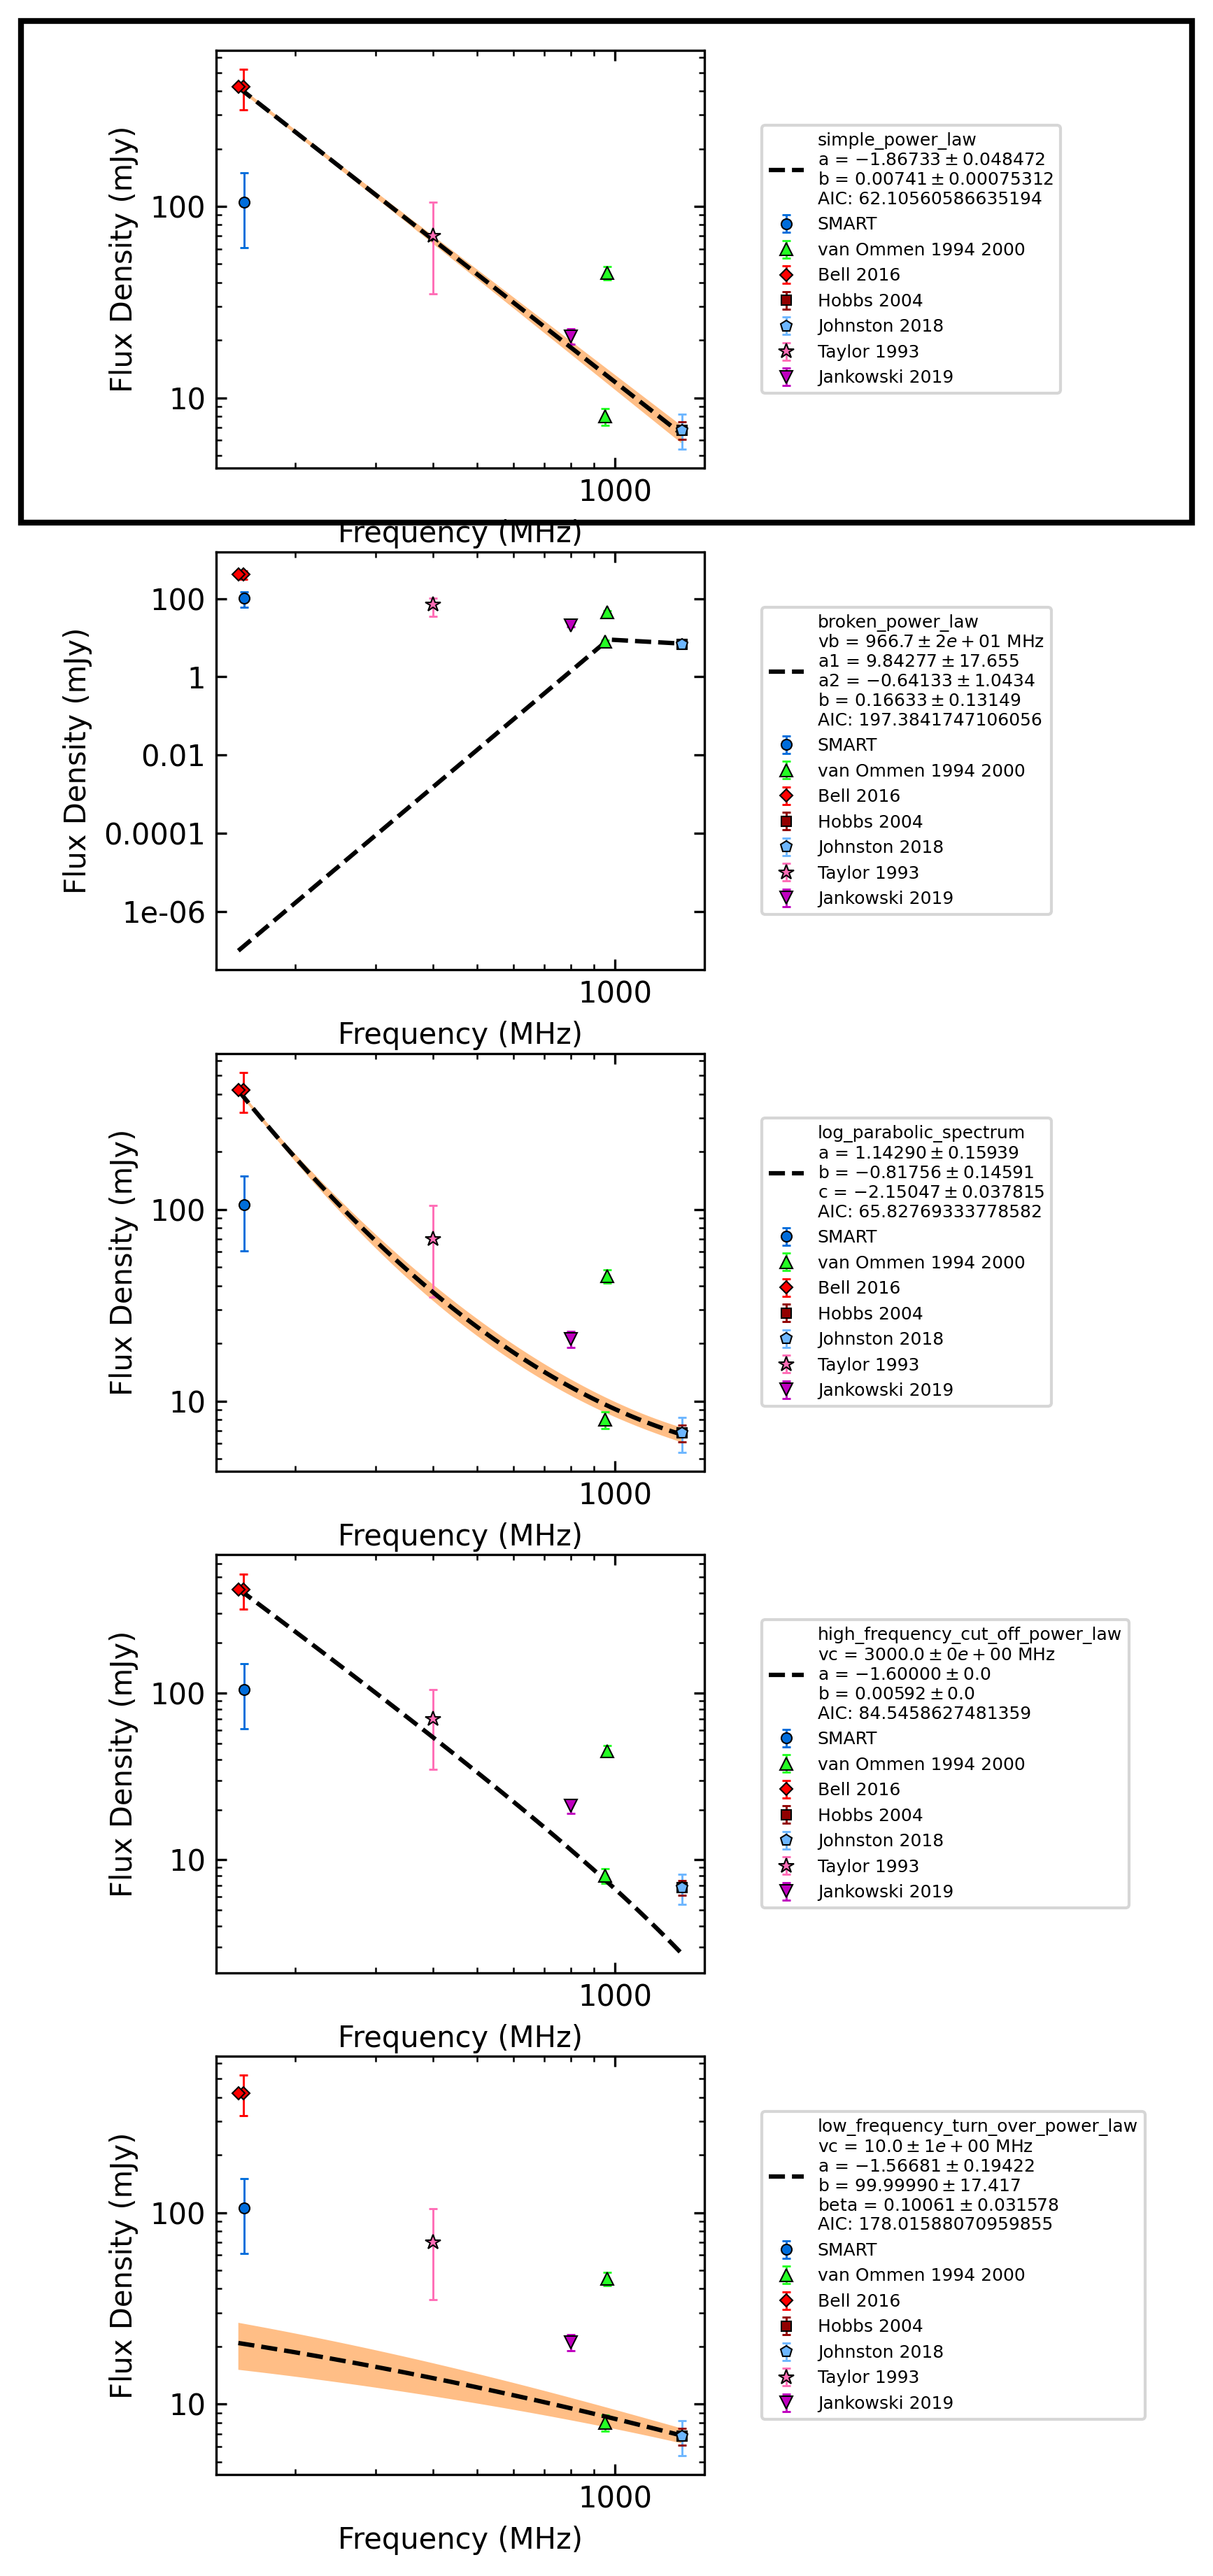 Flux Density (mJy)
100
10
1000
Frequency (MHz)
simple_power_law
a = −1.86733 ± 0.048472
b = 0.00741 ± 0.00075312
AIC: 62.10560586635194
SMART
van Ommen 1994 2000
Bell 2016
Hobbs 2004
Johnston 2018
Taylor 1993
Jankowski 2019
Flux Density (mJy)
100
1
0.01
0.0001
1e-06
1000
Frequency (MHz)
broken_power_law
vb = 966.7 ± 2e + 01 MHz
a1 = 9.84277 ± 17.655
a2 = −0.64133 ± 1.0434
b = 0.16633 ± 0.13149
AIC: 197.3841747106056
SMART
van Ommen 1994 2000
Bell 2016
Hobbs 2004
Johnston 2018
Taylor 1993
Jankowski 2019
Flux Density (mJy)
100
10
1000
Frequency (MHz)
log_parabolic_spectrum
a = 1.14290 ± 0.15939
b = −0.81756 ± 0.14591
c = −2.15047 ± 0.037815
AIC: 65.82769333778582
SMART
van Ommen 1994 2000
Bell 2016
Hobbs 2004
Johnston 2018
Taylor 1993
Jankowski 2019
Flux Density (mJy)
100
10
1000
Frequency (MHz)
high_frequency_cut_off_power_law
vc = 3000.0 ± 0e + 00 MHz
a = −1.60000 ± 0.0
b = 0.00592 ± 0.0
AIC: 84.5458627481359
SMART
van Ommen 1994 2000
Bell 2016
Hobbs 2004
Johnston 2018
Taylor 1993
Jankowski 2019
Flux Density (mJy)
100
10
1000
Frequency (MHz)
low_frequency_turn_over_power_law
vc = 10.0 ± 1e + 00 MHz
a = −1.56681 ± 0.19422
b = 99.99990 ± 17.417
beta = 0.10061 ± 0.031578
AIC: 178.01588070959855
SMART
van Ommen 1994 2000
Bell 2016
Hobbs 2004
Johnston 2018
Taylor 1993
Jankowski 2019